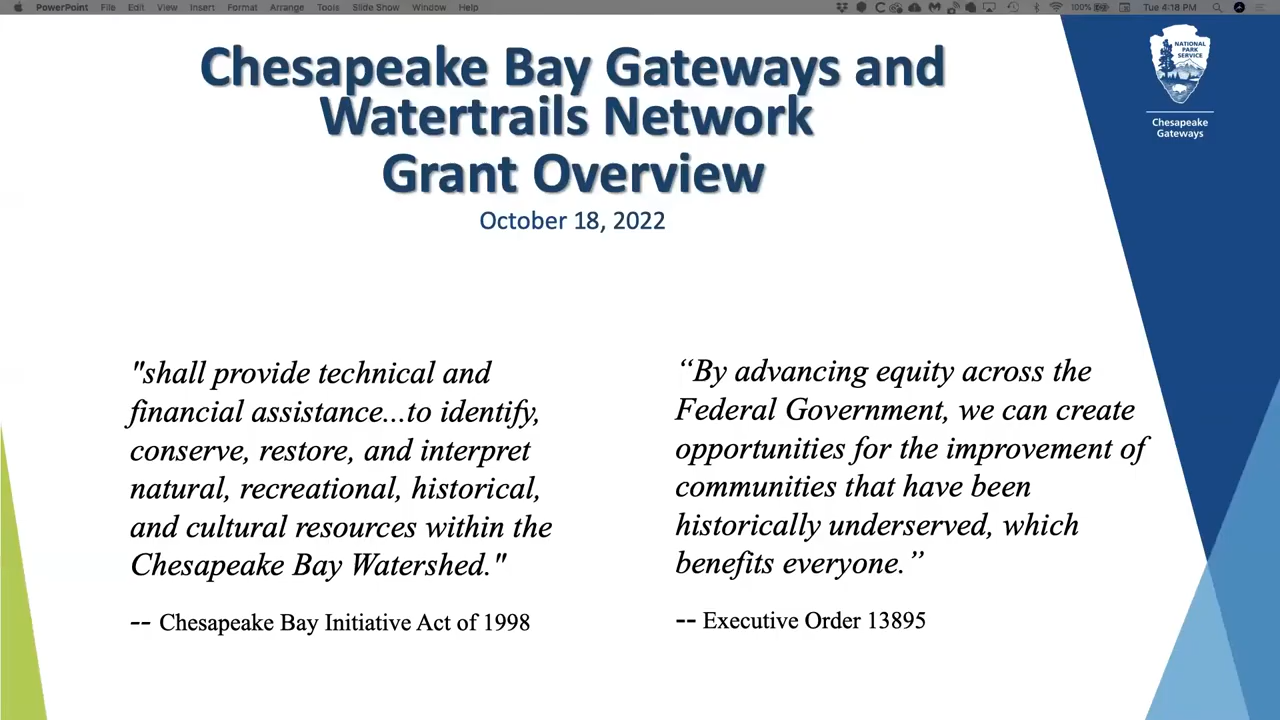 PowerPoint File Edit View Insert Format Arrange Tools Slide Show Window Help 100% Tue 4:18 PM
Chesapeake Bay Gateways and
Watertrails Network
Grant Overview
October 18, 2022
NATIONAL
PARK
SERVICE
Chesapeake
Gateways
"shall provide technical and
financial assistance...to identify,
conserve, restore, and interpret
natural, recreational, historical,
and cultural resources within the
Chesapeake Bay Watershed."
-- Chesapeake Bay Initiative Act of 1998
“By advancing equity across the
Federal Government, we can create
opportunities for the improvement of
communities that have been
historically underserved, which
benefits everyone.”
-- Executive Order 13895